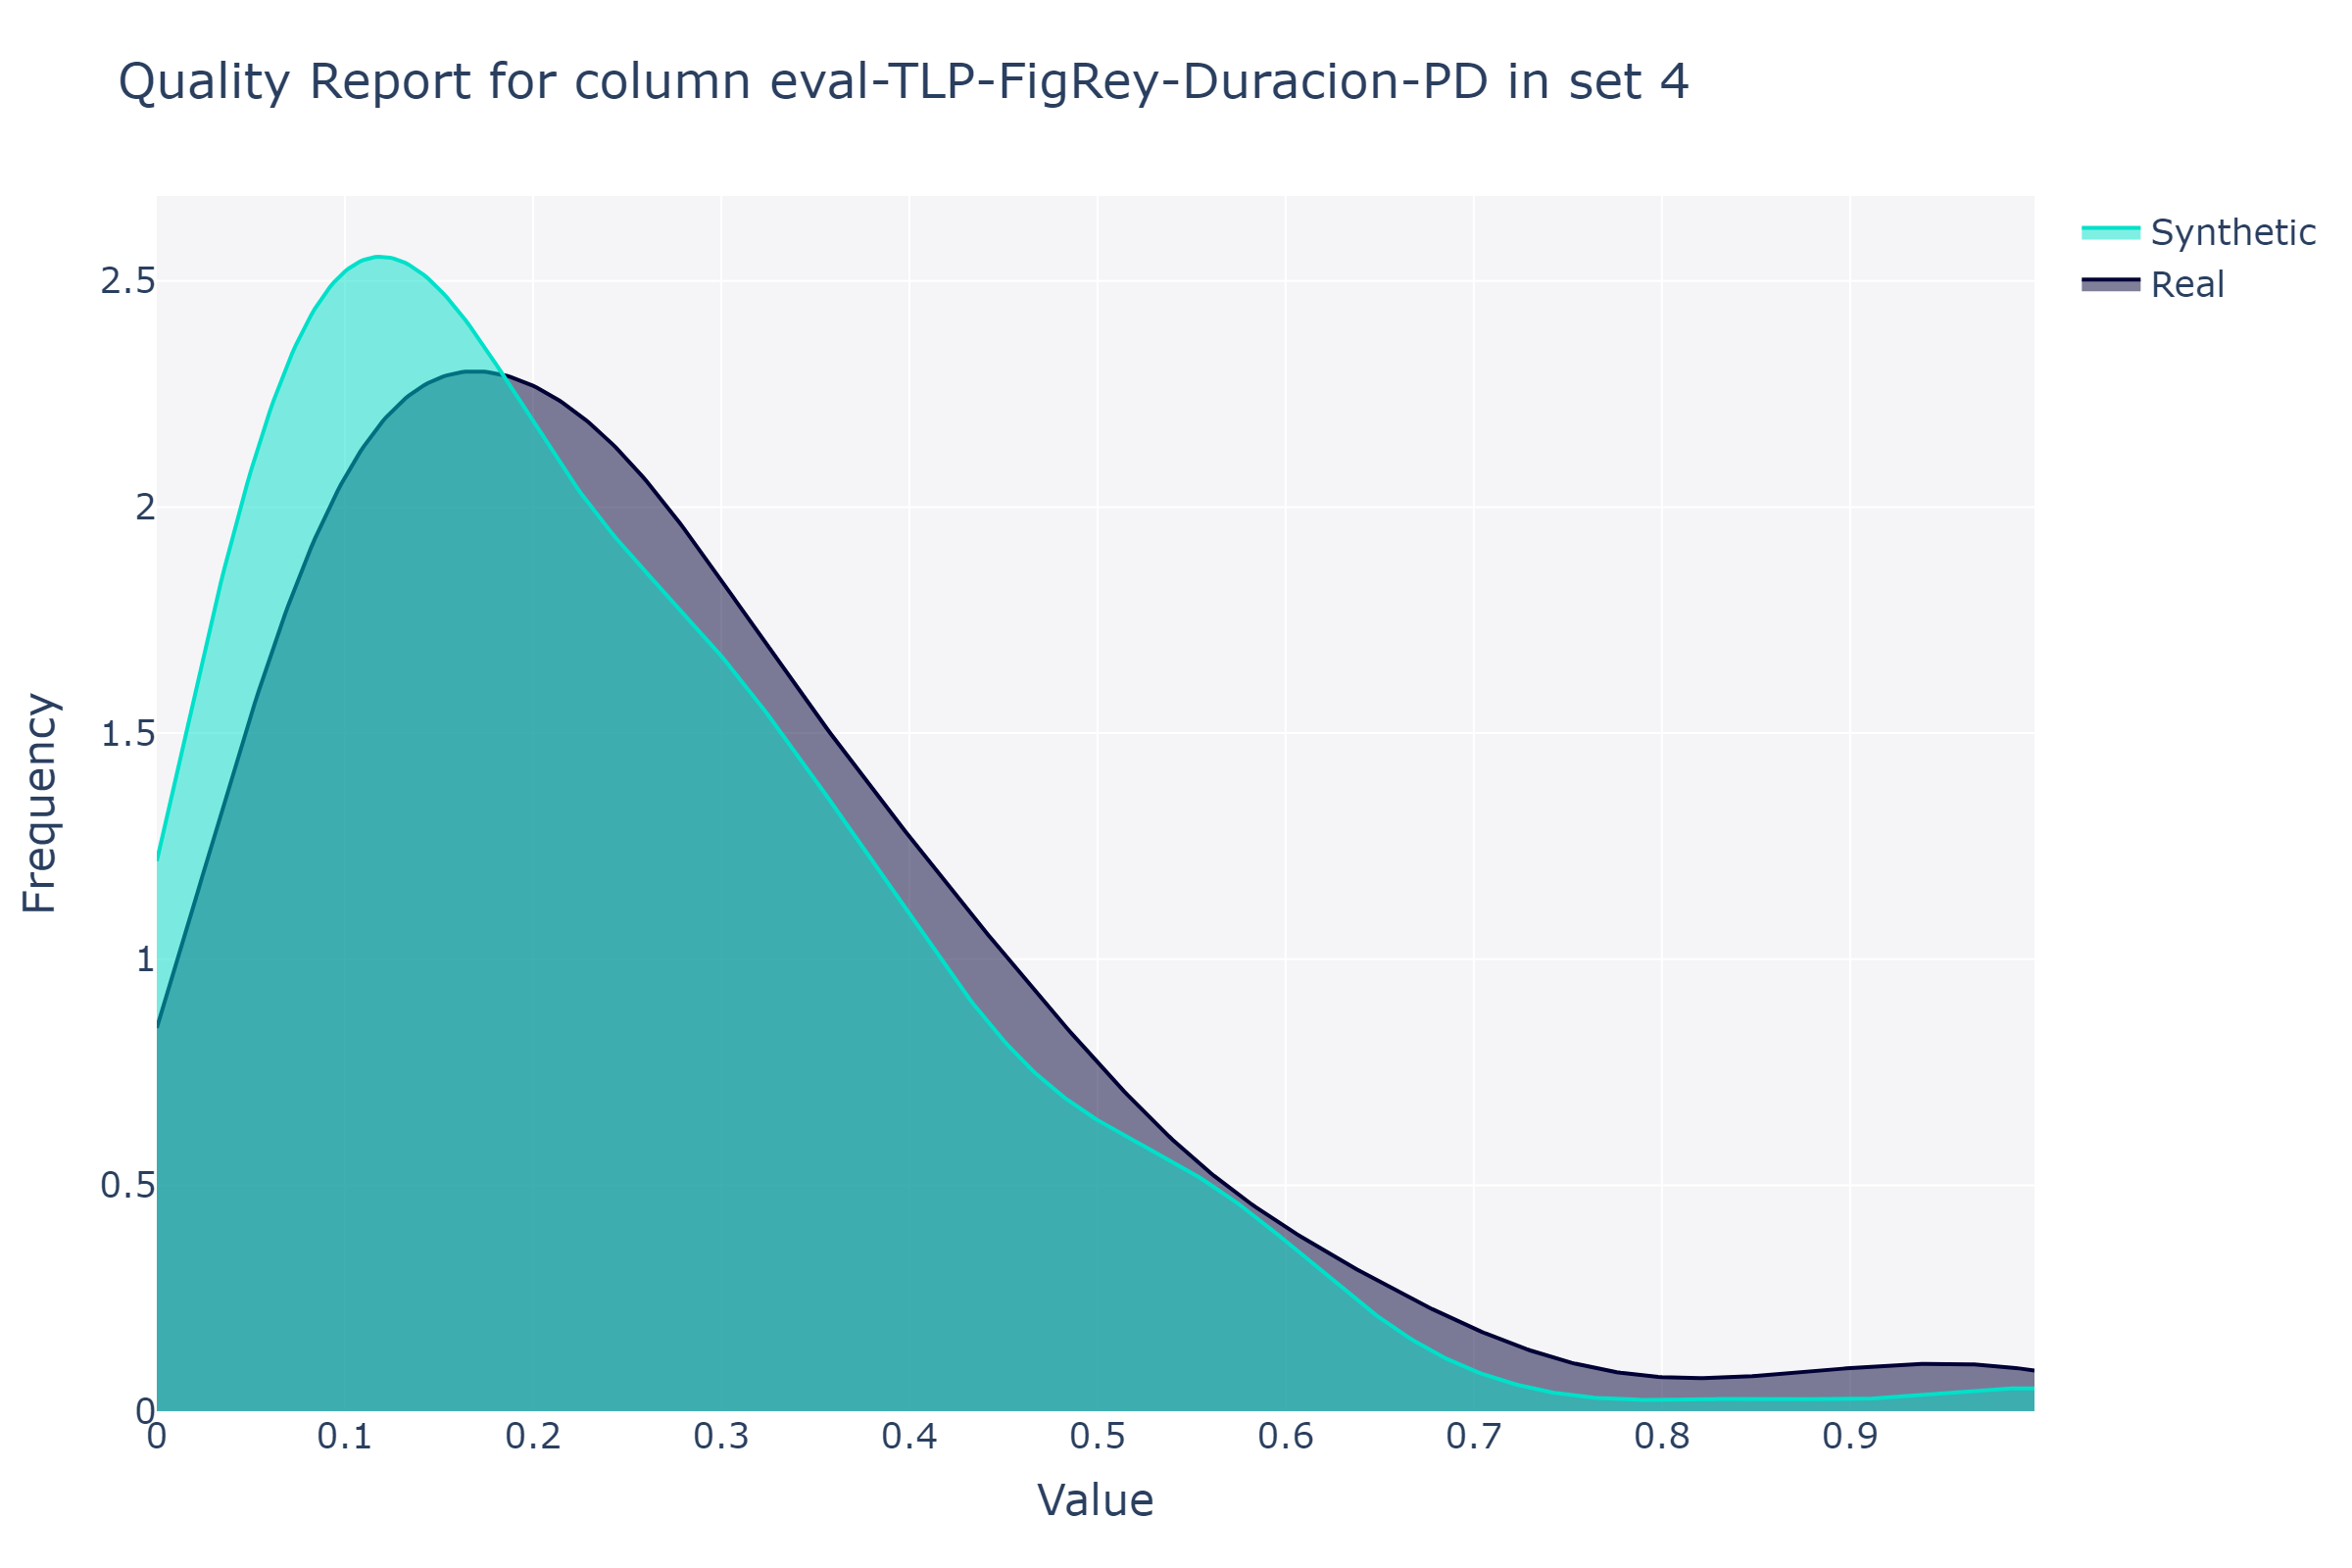 Quality Report for column eval-TLP-FigRey-Duracion-PD in set 4
Synthetic
Real
Frequency
2.5
2
1.5
1
0.5
0
0 0.1 0.2 0.3 0.4 0.5 0.6 0.7 0.8 0.9
Value